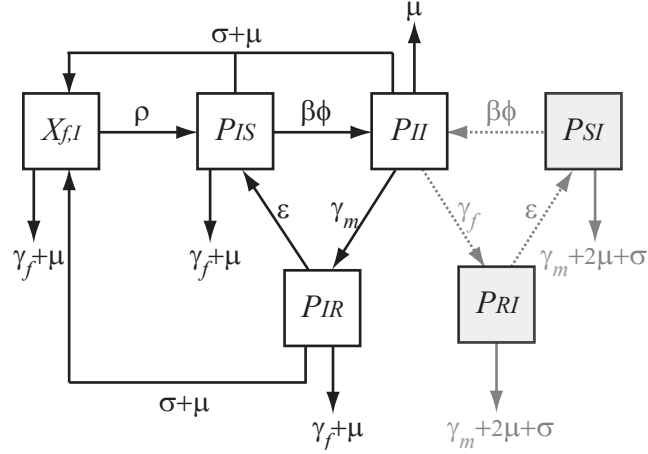 μ
σ+μ
X_{f,I} ρ P_{IS} βϕ P_{II} βϕ P_{SI}
ε γ_m γ_f ε
γ_f+μ γ_f+μ γ_m+2μ+σ
P_{IR} P_{RI}
σ+μ
γ_f+μ γ_m+2μ+σ